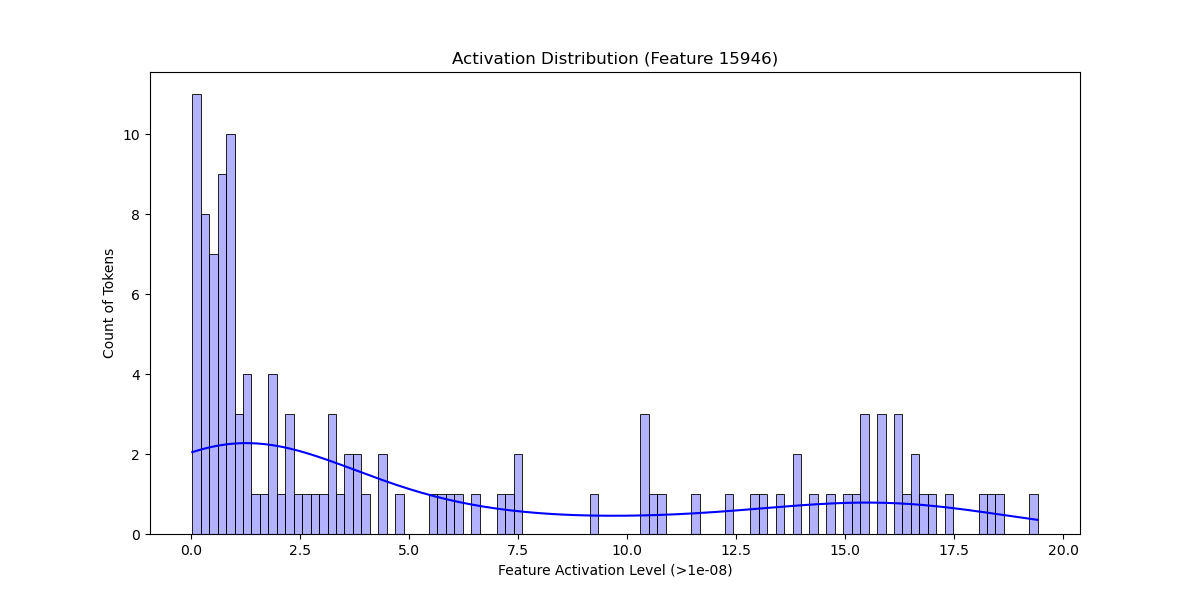 Activation Distribution (Feature 15946)
Count of Tokens
10
8
6
4
2
0
0.0 2.5 5.0 7.5 10.0 12.5 15.0 17.5 20.0
Feature Activation Level (>1e-08)